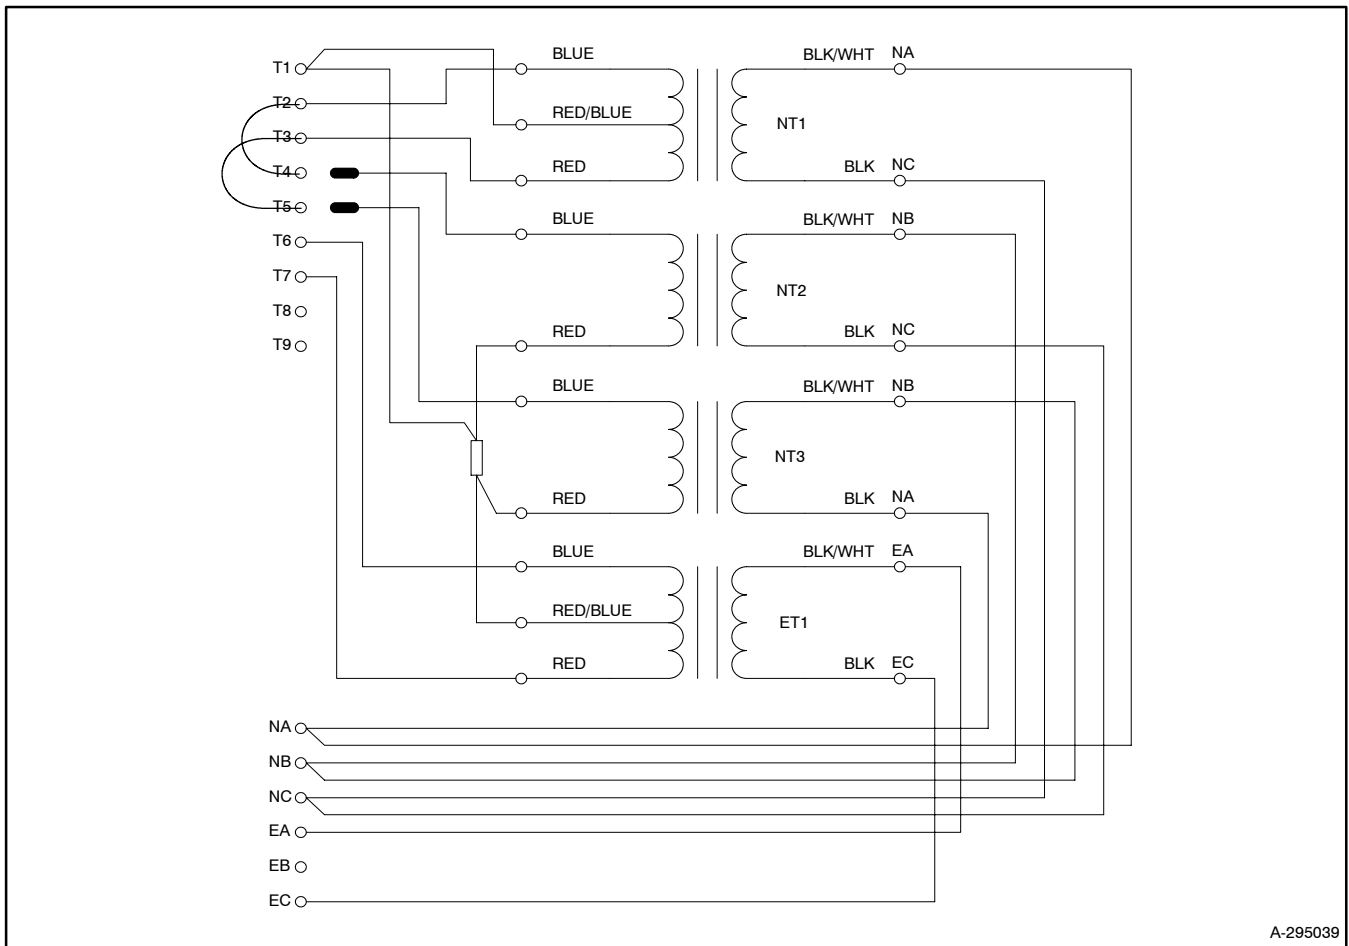 T1
BLUE
BLK/WHT NA
T2
RED/BLUE
NT1
T3
T4
RED
BLK NC
T5
BLUE
BLK/WHT NB
T6
T7
NT2
T8
T9
RED
BLK NC
BLUE
BLK/WHT NB
NT3
RED
BLK NA
BLUE
BLK/WHT EA
RED/BLUE
ET1
RED
BLK EC
NA
NB
NC
EA
EB
EC
A-295039